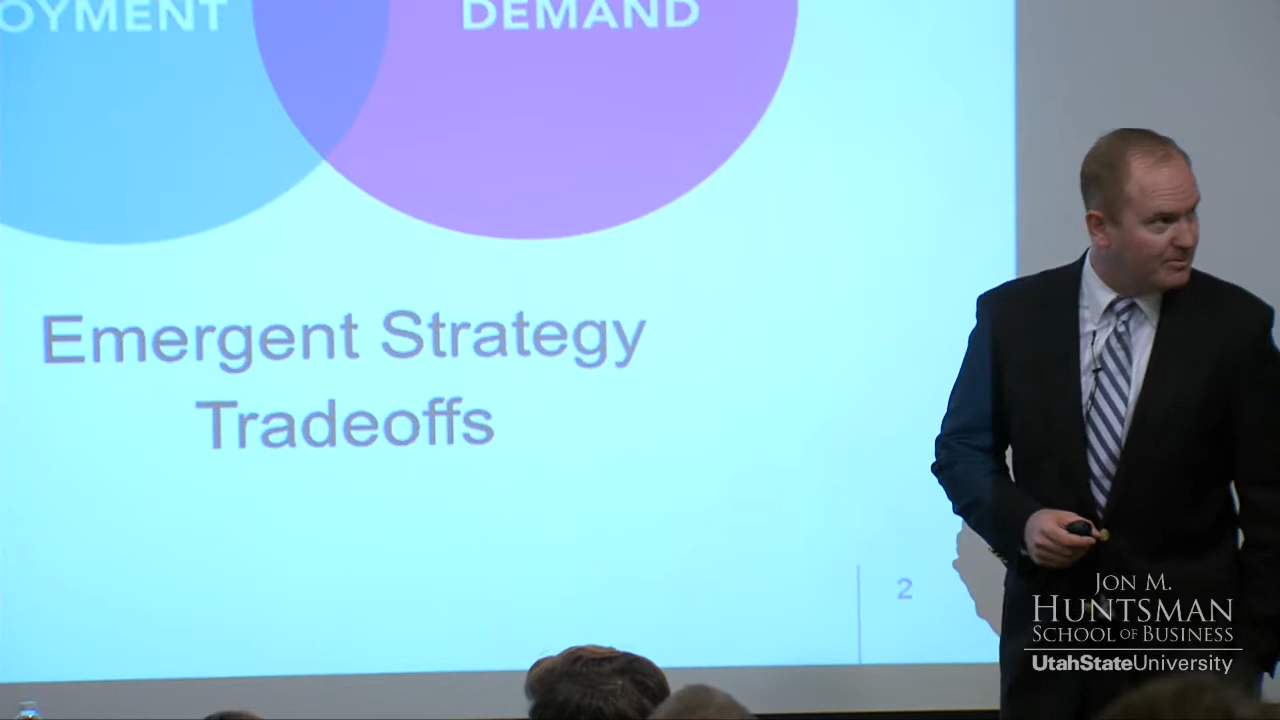 OYMENT
DEMAND
Emergent Strategy
Tradeoffs
2
JON M.
HUNTSMAN
SCHOOL OF BUSINESS
UtahStateUniversity